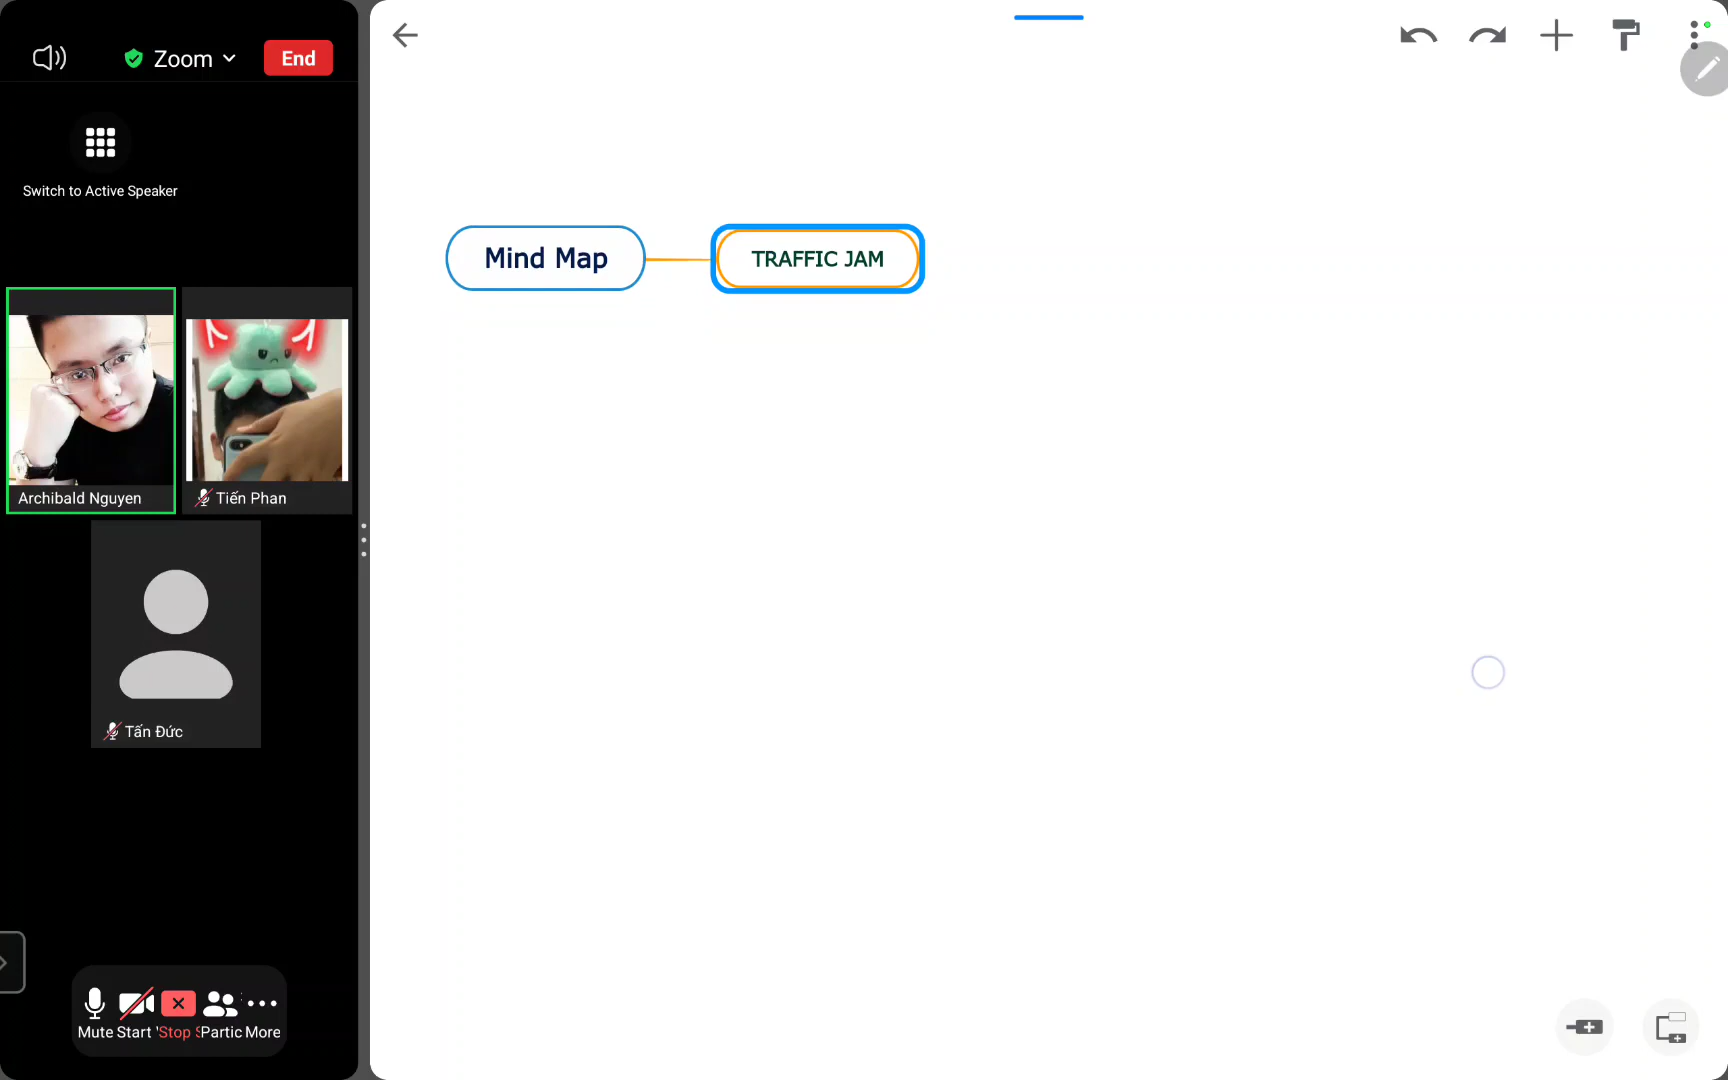 Zoom
End
Switch to Active Speaker
Mind Map
TRAFFIC JAM
Archibald Nguyen
Tiến Phan
Tấn Đức
Mute
Start
Stop
Partic
More